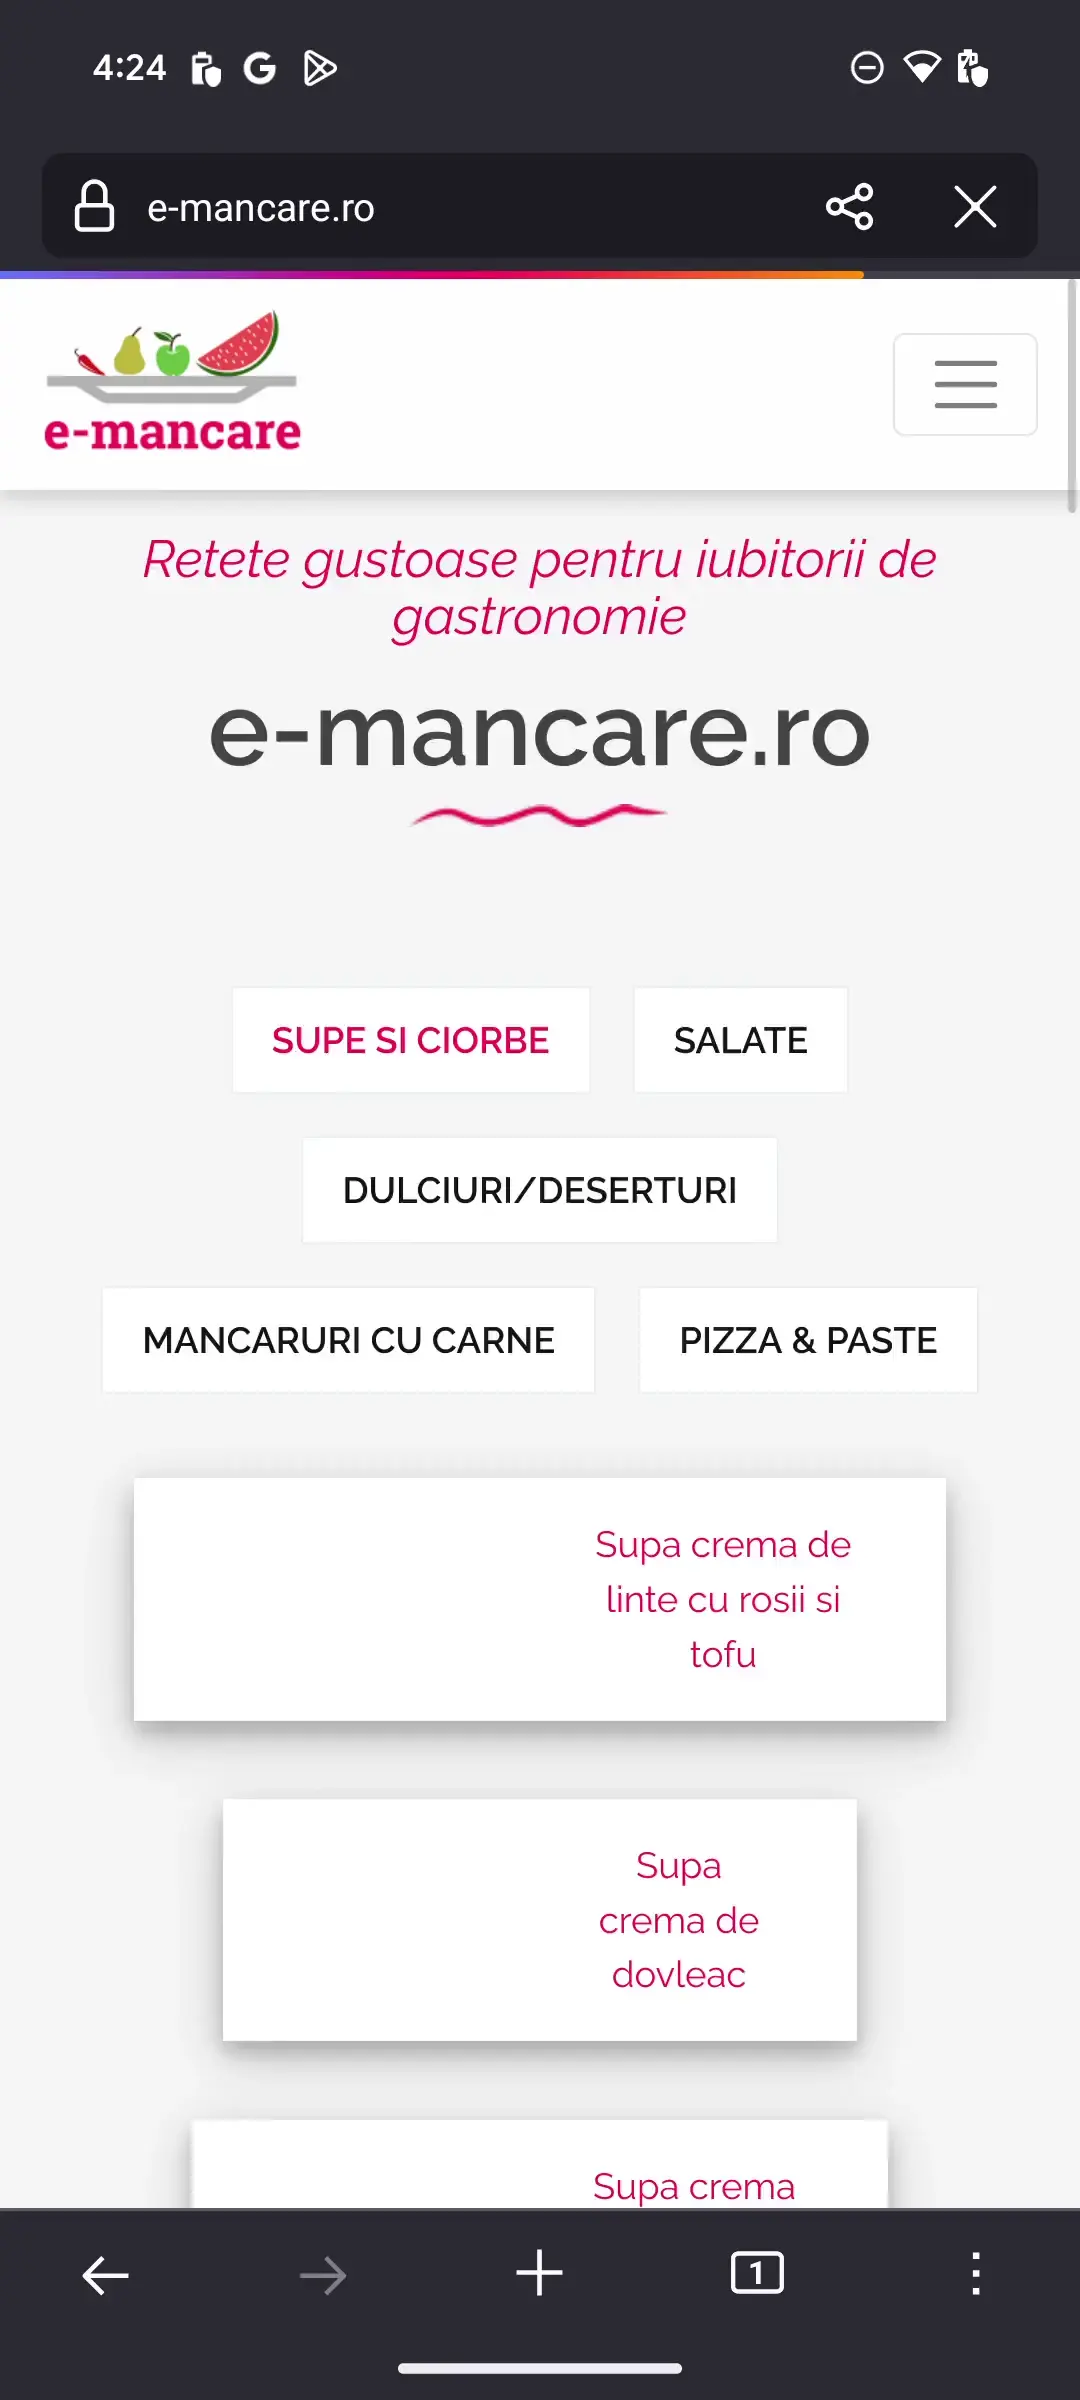 4:24
e-mancare.ro
e-mancare
Retete gustoase pentru iubitorii de
gastronomie
e-mancare.ro
SUPE SI CIORBE
SALATE
DULCIURI/DESERTURI
MANCARURI CU CARNE
PIZZA & PASTE
Supa crema de
linte cu rosii si
tofu
Supa
crema de
dovleac
Supa crema
1